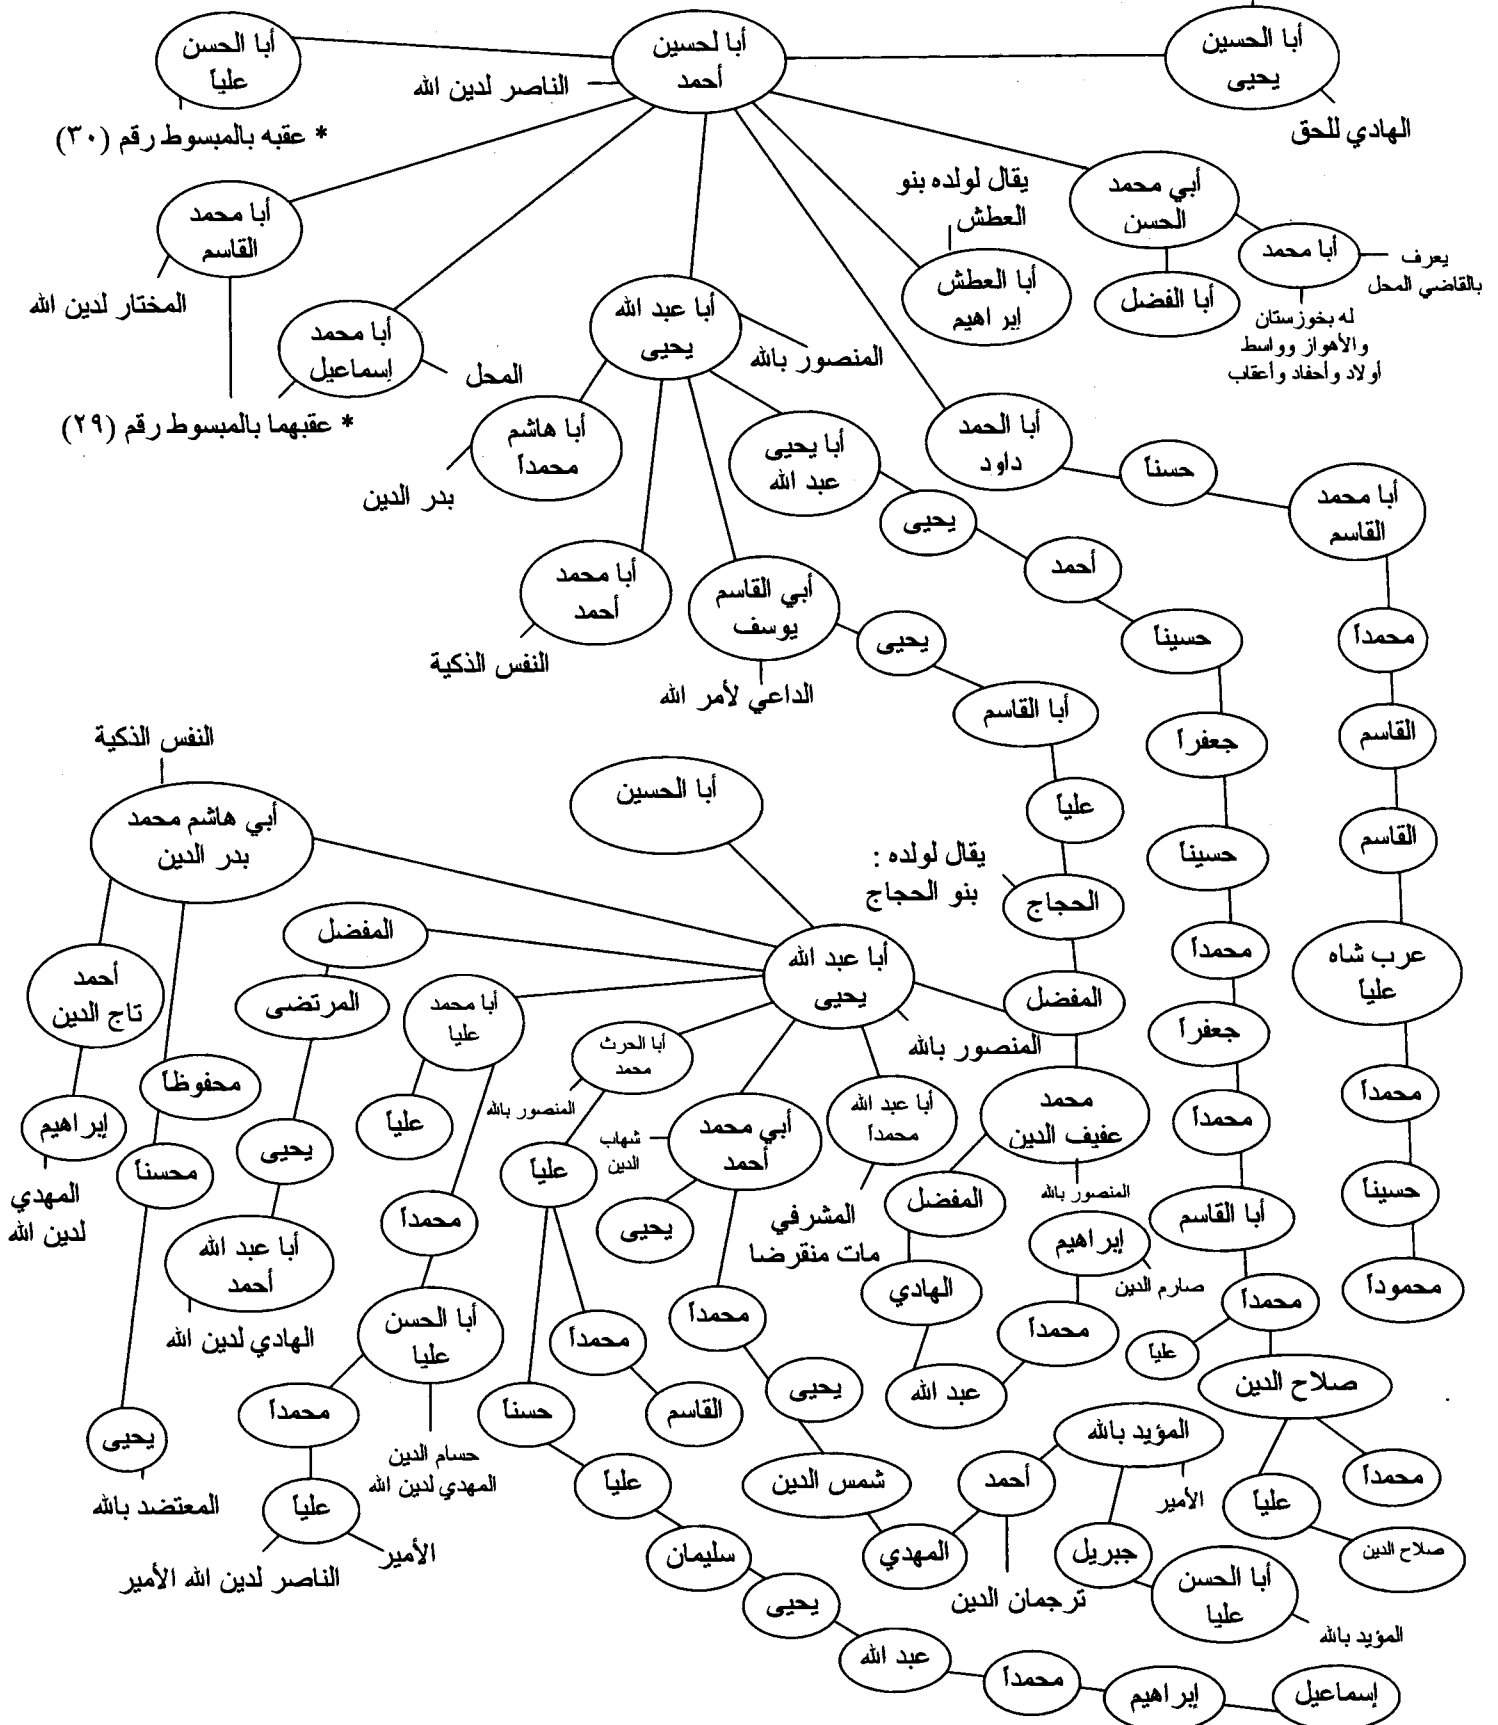 أبا الحسين
يحيى
الهادي للحق
أبا لحسين
أحمد
الناصر لدين الله
أبا الحسن
علياً
* عقبه بالمبسوط رقم (٣٠)
أبي محمد
الحسن
أبا محمد
يعرف
بالقاضي المحل
له بخوزستان
والأهواز وواسط
أولاد وأحفاد وأعقاب
أبا الفضل
يقال لولده بنو
العطش
أبا العطش
إبراهيم
أبا محمد
القاسم
المختار لدين الله
أبا عبد الله
يحيى
المنصور بالله
أبا محمد
إسماعيل
المحل
* عقبهما بالمبسوط رقم (٢٩)
أبا الحمد
داود
حسناً
أبا محمد
القاسم
أبا يحيى
عبد الله
أبا هاشم
محمداً
بدر الدين
يحيى
أحمد
أبا محمد
أحمد
النفس الذكية
أبي القاسم
يوسف
الداعي لأمر الله
يحيى
حسيناً
محمداً
أبا القاسم
جعفراً
القاسم
النفس الذكية
أبي هاشم محمد
بدر الدين
أبا الحسين
علياً
حسيناً
القاسم
يقال لولده :
بنو الحجاج
الحجاج
المفضل
أبا عبد الله
يحيى
المنصور بالله
محمداً
عرب شاه
علياً
أحمد
تاج الدين
المرتضى
أبا محمد
عليا
المفضل
جعفراً
محفوظاً
أبا الحرث
محمد
المنصور بالله
أبا عبد الله
محمداً
محمد
عفيف الدين
المنصور بالله
محمداً
محمداً
إبراهيم
المهدي
لدين الله
محسناً
يحيى
علياً
علياً
شهاب
الدين
أبي محمد
أحمد
المشرفي
مات منقرضا
المفضل
حسيناً
أبا عبد الله
أحمد
الهادي لدين الله
محمداً
يحيى
الهادي
إبراهيم
صارم الدين
أبا القاسم
محموداً
أبا الحسن
عليا
حسام الدين
المهدي لدين الله
محمداً
محمداً
محمداً
محمداً
علياً
يحيى
المعتضد بالله
محمداً
حسناً
القاسم
يحيى
عبد الله
صلاح الدين
علياً
الأمير
الناصر لدين الله الأمير
علياً
شمس الدين
أحمد
ترجمان الدين
المؤيد بالله
الأمير
محمداً
علياً
صلاح الدين
سليمان
المهدي
جبريل
أبا الحسن
عليا
المؤيد بالله
يحيى
عبد الله
محمداً
إبراهيم
إسماعيل